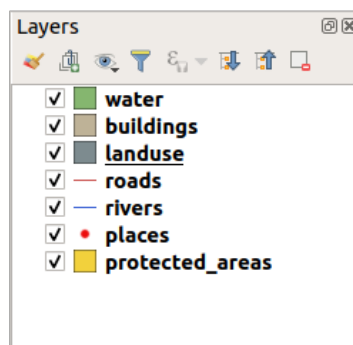 Layers
water
buildings
landuse
roads
rivers
places
protected_areas